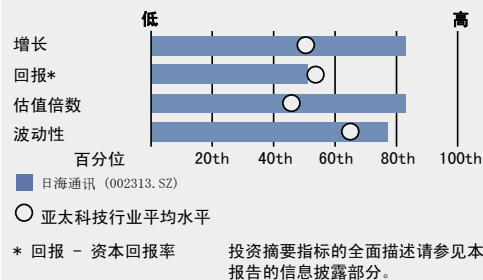 低 高
增长
回报*
估值倍数
波动性
百分位 20th 40th 60th 80th 100th
日海通讯 (002313.SZ)
亚太科技行业平均水平
* 回报 - 资本回报率 投资摘要指标的全面描述请参见本
报告的信息披露部分。